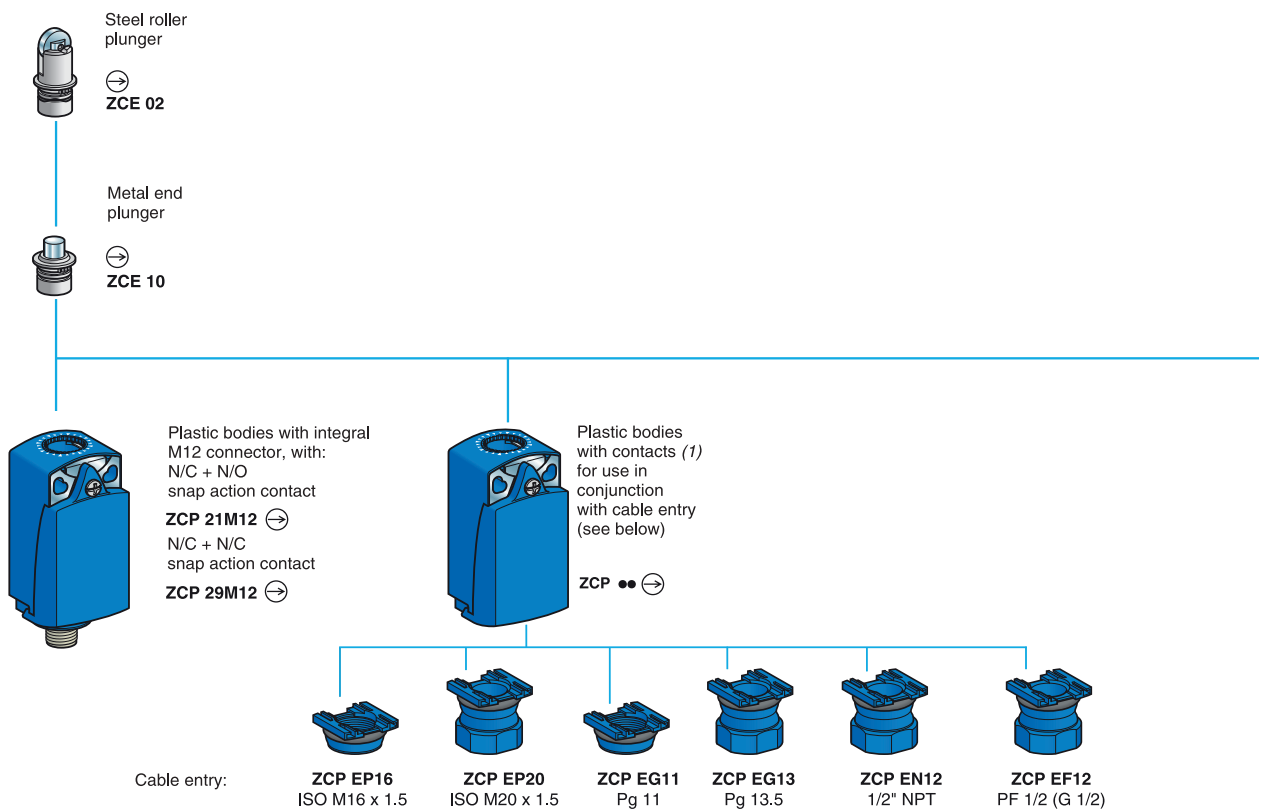 Steel roller
plunger
ZCE 02
Metal end
plunger
ZCE 10
Plastic bodies with integral
M12 connector, with:
N/C + N/O
snap action contact
ZCP 21M12
N/C + N/C
snap action contact
ZCP 29M12
Plastic bodies
with contacts (1)
for use in
conjunction
with cable entry
(see below)
ZCP ●●
Cable entry:
ZCP EP16
ISO M16 x 1.5
ZCP EP20
ISO M20 x 1.5
ZCP EG11
Pg 11
ZCP EG13
Pg 13.5
ZCP EN12
1/2" NPT
ZCP EF12
PF 1/2 (G 1/2)